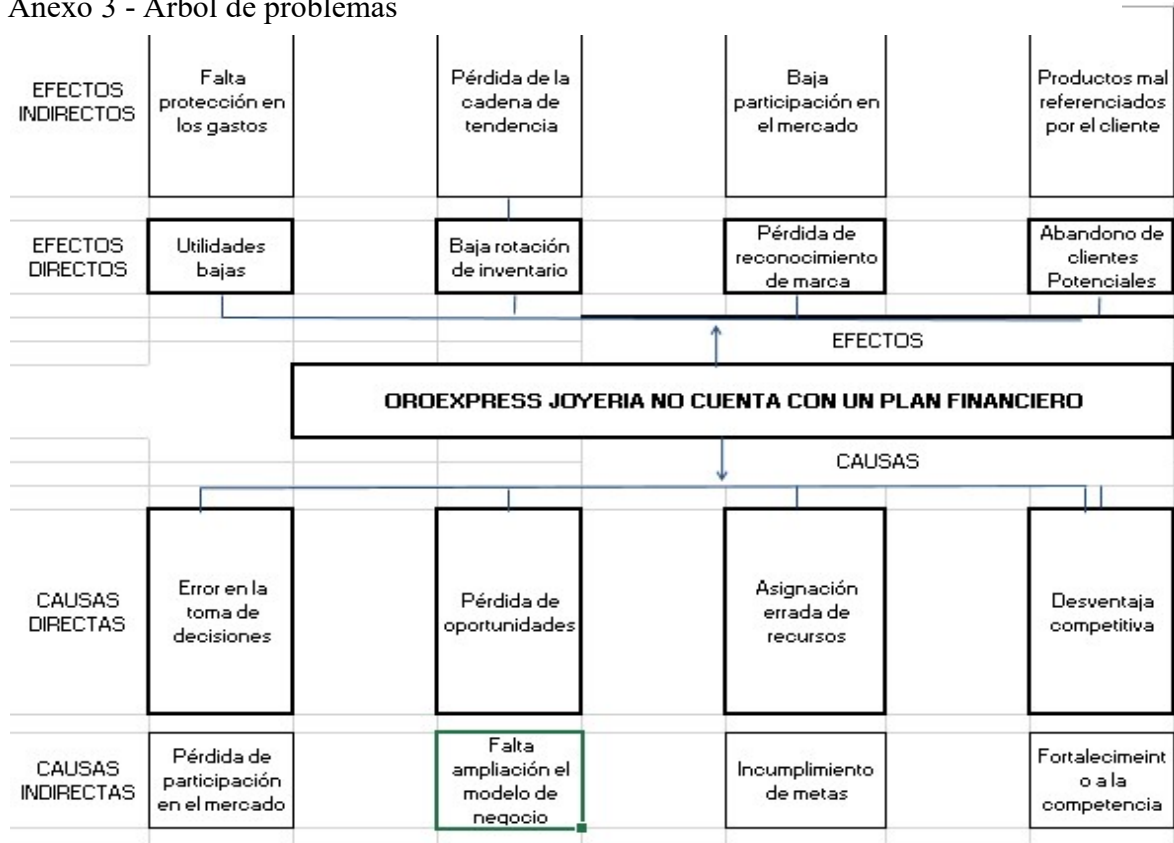 Anexo 3 - Árbol de problemas
EFECTOS
INDIRECTOS
Falta
protección en
los gastos
Pérdida de la
cadena de
tendencia
Baja
participación en
el mercado
Productos mal
referenciados
por el cliente
EFECTOS
DIRECTOS
Utilidades
bajas
Baja rotación
de inventario
Pérdida de
reconocimiento
de marca
Abandono de
clientes
Potenciales
EFECTOS
OROEXPRESS JOYERIA NO CUENTA CON UN PLAN FINANCIERO
CAUSAS
CAUSAS
DIRECTAS
Error en la
toma de
decisiones
Pérdida de
oportunidades
Asignación
errada de
recursos
Desventaja
competitiva
CAUSAS
INDIRECTAS
Pérdida de
participación
en el mercado
Falta
ampliación el
modelo de
negocio
Incumplimiento
de metas
Fortalecimeint
o a la
competencia